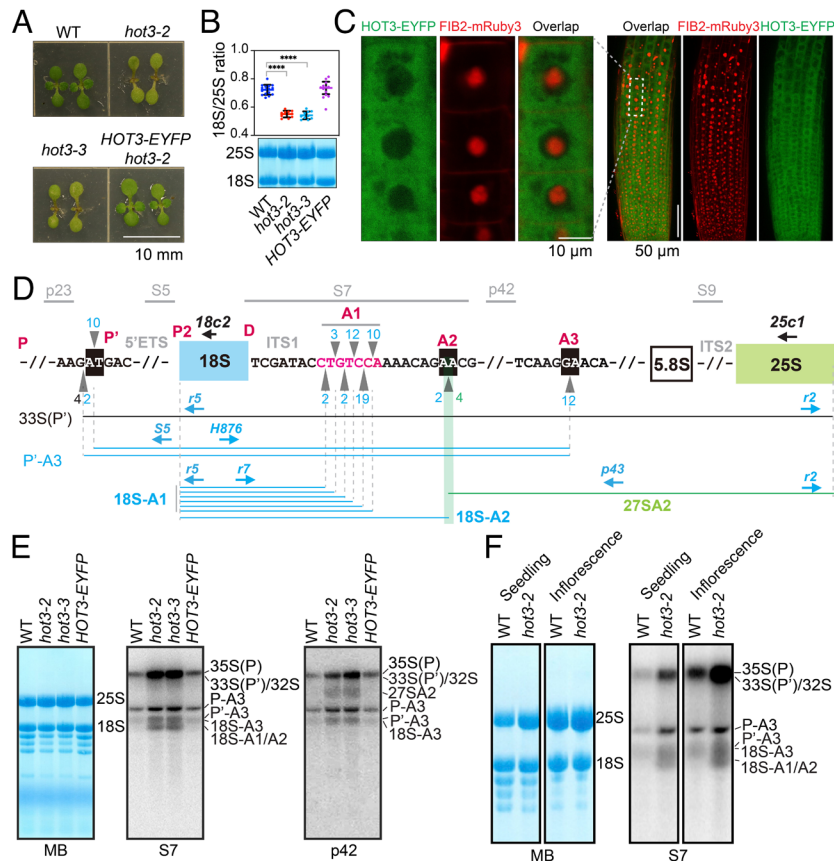 A
WT
hot3-2
hot3-3
HOT3-EYFP
hot3-2
10 mm
B
18S/25S ratio
1.0
0.8
0.6
0.4
****
****
25S
18S
WT
hot3-2
hot3-3
HOT3-EYFP
C
HOT3-EYFP
FIB2-mRuby3
Overlap
Overlap
FIB2-mRuby3
HOT3-EYFP
10 µm
50 µm
D
p23
S5
S7
p42
S9
P
10
P'
5'ETS
P2
18c2
D
ITS1
A1
3 12 10
A2
A3
ITS2
25c1
-//- AAGATGAC-//-
18S
TCGATACCTGTCCAAAACAGAACG-//-TCAAGGAACA-//-
5.8S
-//-
25S
4 2
2 2 19
2 4
12
33S(P')
r5
r2
S5
H876
P'-A3
r5
r7
p43
r2
18S-A1
18S-A2
27SA2
E
WT
hot3-2
hot3-3
HOT3-EYFP
25S
18S
MB
WT
hot3-2
hot3-3
HOT3-EYFP
35S(P)
33S(P')/32S
P-A3
P'-A3
18S-A3
18S-A1/A2
S7
WT
hot3-2
hot3-3
HOT3-EYFP
35S(P)
33S(P')/32S
27SA2
P-A3
P'-A3
18S-A3
p42
F
Seedling
Inflorescence
WT
hot3-2
WT
hot3-2
25S
18S
MB
Seedling
Inflorescence
WT
hot3-2
WT
hot3-2
35S(P)
33S(P')/32S
P-A3
P'-A3
18S-A3
18S-A1/A2
S7